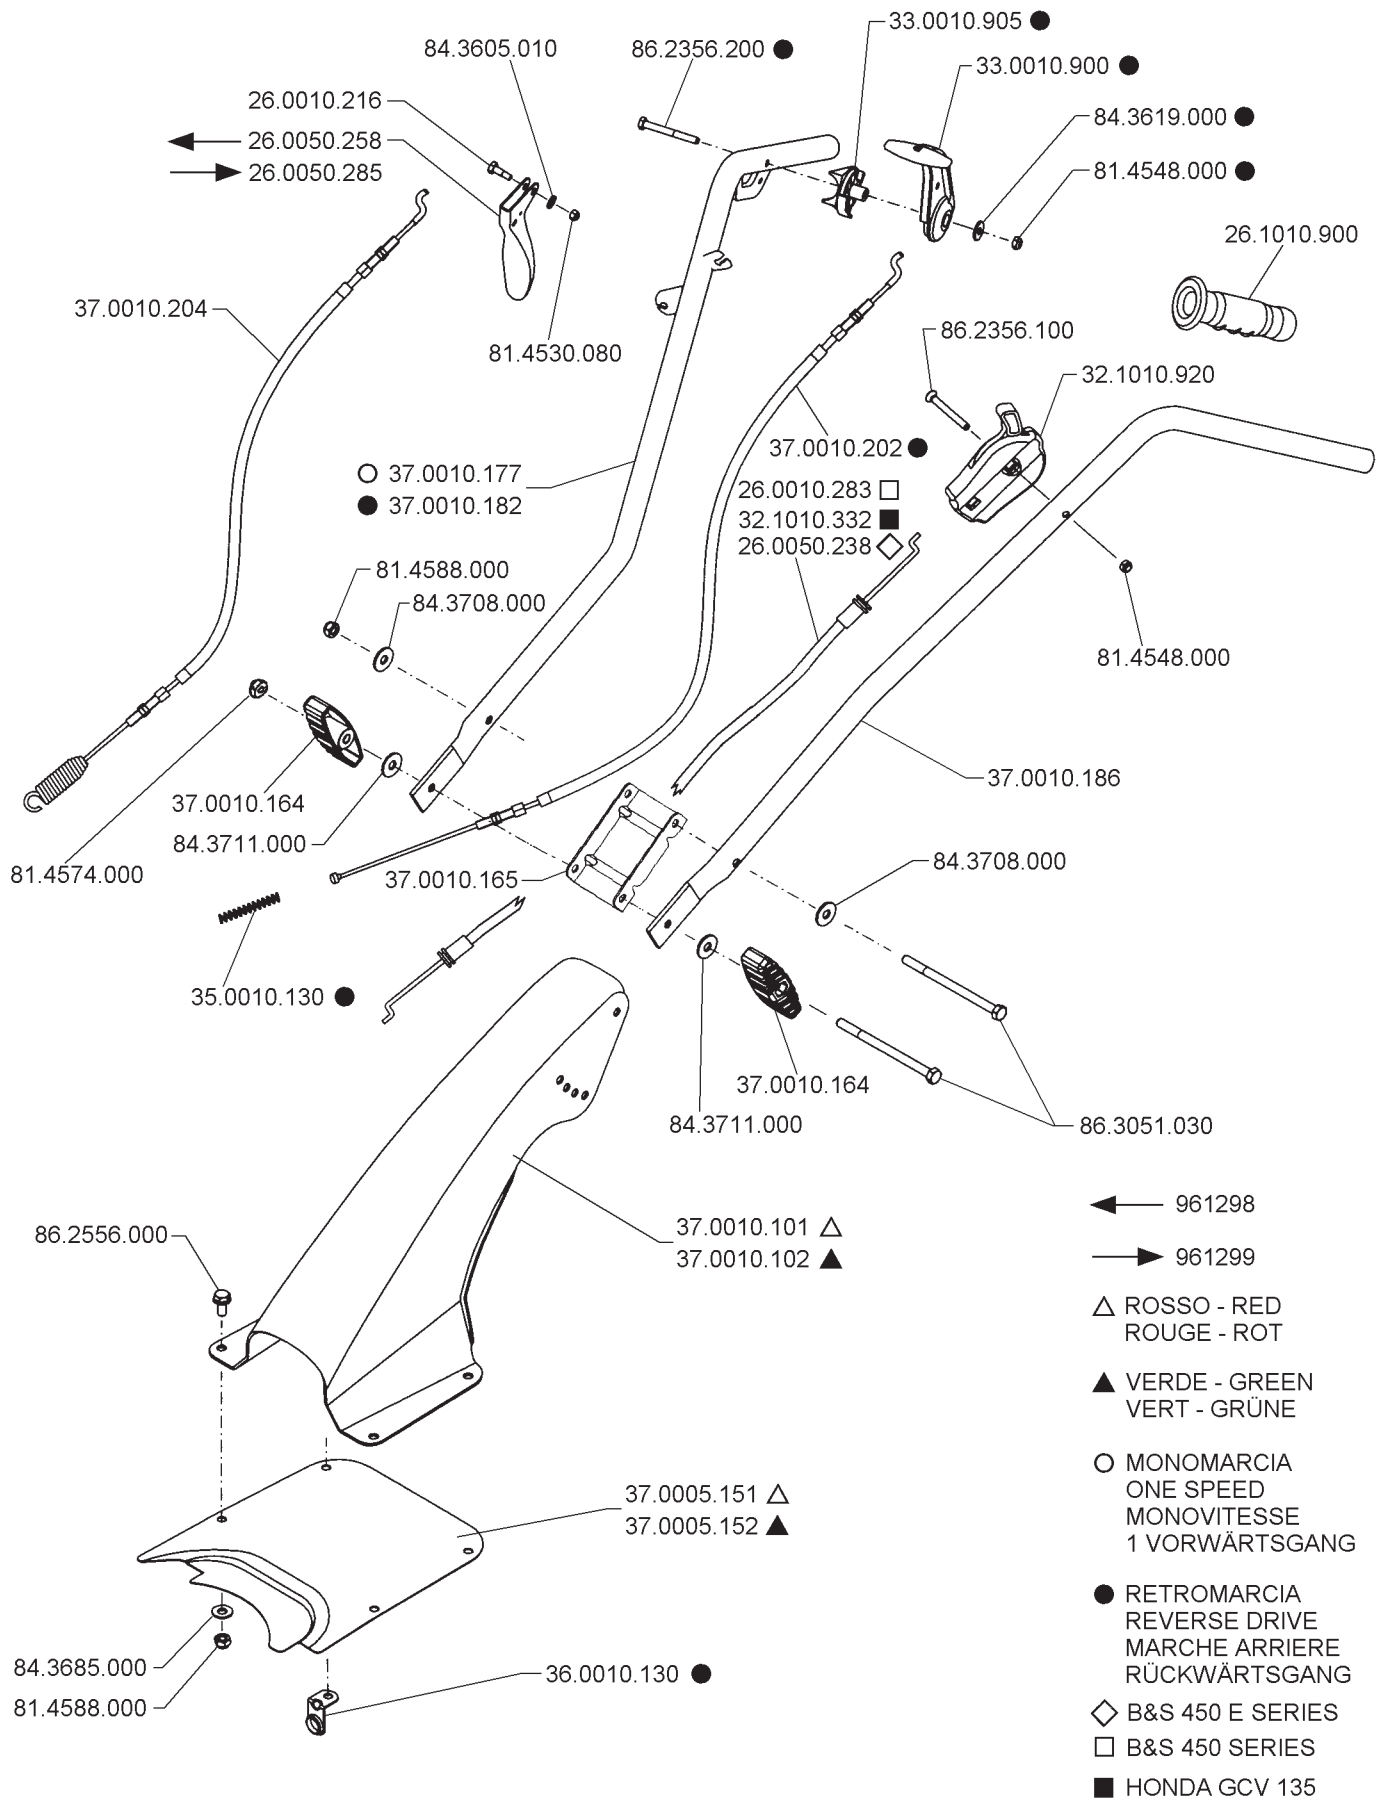 33.0010.905 ●
84.3605.010
86.2356.200 ●
33.0010.900 ●
26.0010.216
84.3619.000 ●
26.0050.258
26.0050.285
81.4548.000 ●
26.1010.900
37.0010.204
86.2356.100
81.4530.080
32.1010.920
37.0010.202 ●
○ 37.0010.177
● 37.0010.182
26.0010.283 □
32.1010.332 ■
26.0050.238 ◇
81.4588.000
84.3708.000
81.4548.000
37.0010.186
37.0010.164
84.3711.000
81.4574.000
37.0010.165
84.3708.000
35.0010.130 ●
37.0010.164
84.3711.000
86.3051.030
86.2556.000
37.0010.101 △
37.0010.102 ▲
37.0005.151 △
37.0005.152 ▲
84.3685.000
81.4588.000
36.0010.130 ●
← 961298
→ 961299
△ ROSSO - RED
ROUGE - ROT
▲ VERDE - GREEN
VERT - GRÜNE
○ MONOMARCIA
ONE SPEED
MONOVITESSE
1 VORWÄRTSGANG
● RETROMARCIA
REVERSE DRIVE
MARCHE ARRIERE
RÜCKWÄRTSGANG
◇ B&S 450 E SERIES
□ B&S 450 SERIES
■ HONDA GCV 135